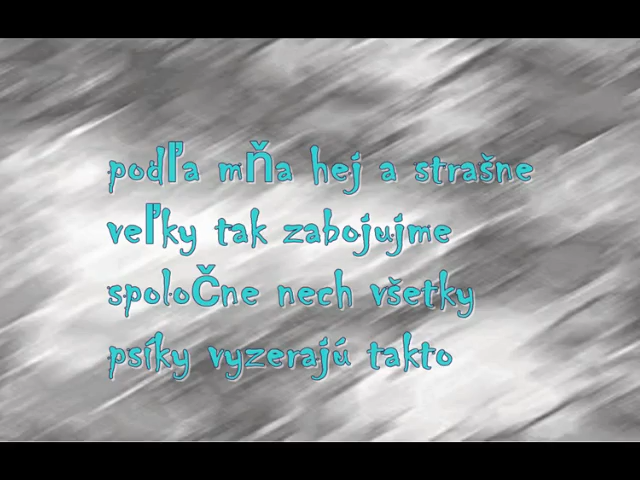 podľa mňa hej a strašne
veľky tak zabojujme
spoločne nech všetky
psíky vyzerajú takto